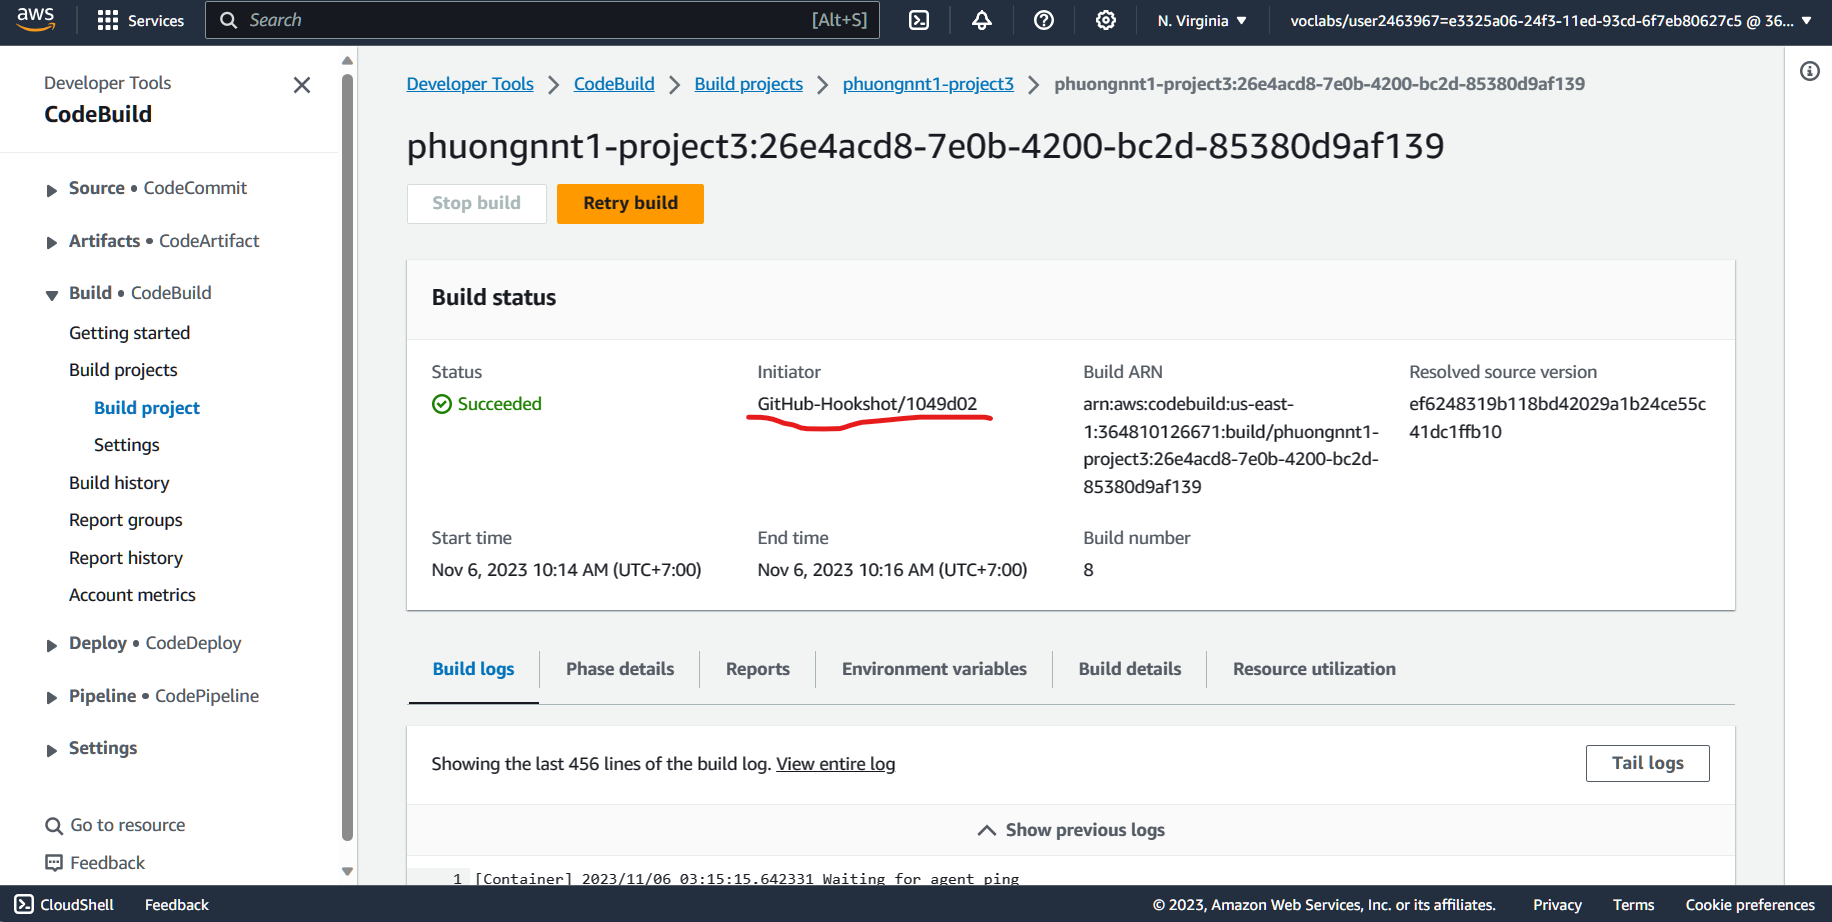 aws
Services
Search [Alt+S]
N. Virginia
voclabs/user2463967=e3325a06-24f3-11ed-93cd-6f7eb80627c5 @ 36...
Developer Tools
CodeBuild
Source • CodeCommit
Artifacts • CodeArtifact
Build • CodeBuild
Getting started
Build projects
Build project
Settings
Build history
Report groups
Report history
Account metrics
Deploy • CodeDeploy
Pipeline • CodePipeline
Settings
Go to resource
Feedback
Developer Tools > CodeBuild > Build projects > phuongnnt1-project3 > phuongnnt1-project3:26e4acd8-7e0b-4200-bc2d-85380d9af139
phuongnnt1-project3:26e4acd8-7e0b-4200-bc2d-85380d9af139
Stop build
Retry build
Build status
Status
Succeeded
Initiator
GitHub-Hookshot/1049d02
Build ARN
arn:aws:codebuild:us-east-
1:364810126671:build/phuongnnt1-
project3:26e4acd8-7e0b-4200-bc2d-
85380d9af139
Resolved source version
ef6248319b118bd42029a1b24ce55c
41dc1ffb10
Start time
Nov 6, 2023 10:14 AM (UTC+7:00)
End time
Nov 6, 2023 10:16 AM (UTC+7:00)
Build number
8
Build logs
Phase details
Reports
Environment variables
Build details
Resource utilization
Showing the last 456 lines of the build log. View entire log
Tail logs
Show previous logs
1 [Container] 2023/11/06 03:15:15.642331 Waiting for agent ping
CloudShell
Feedback
© 2023, Amazon Web Services, Inc. or its affiliates.
Privacy
Terms
Cookie preferences